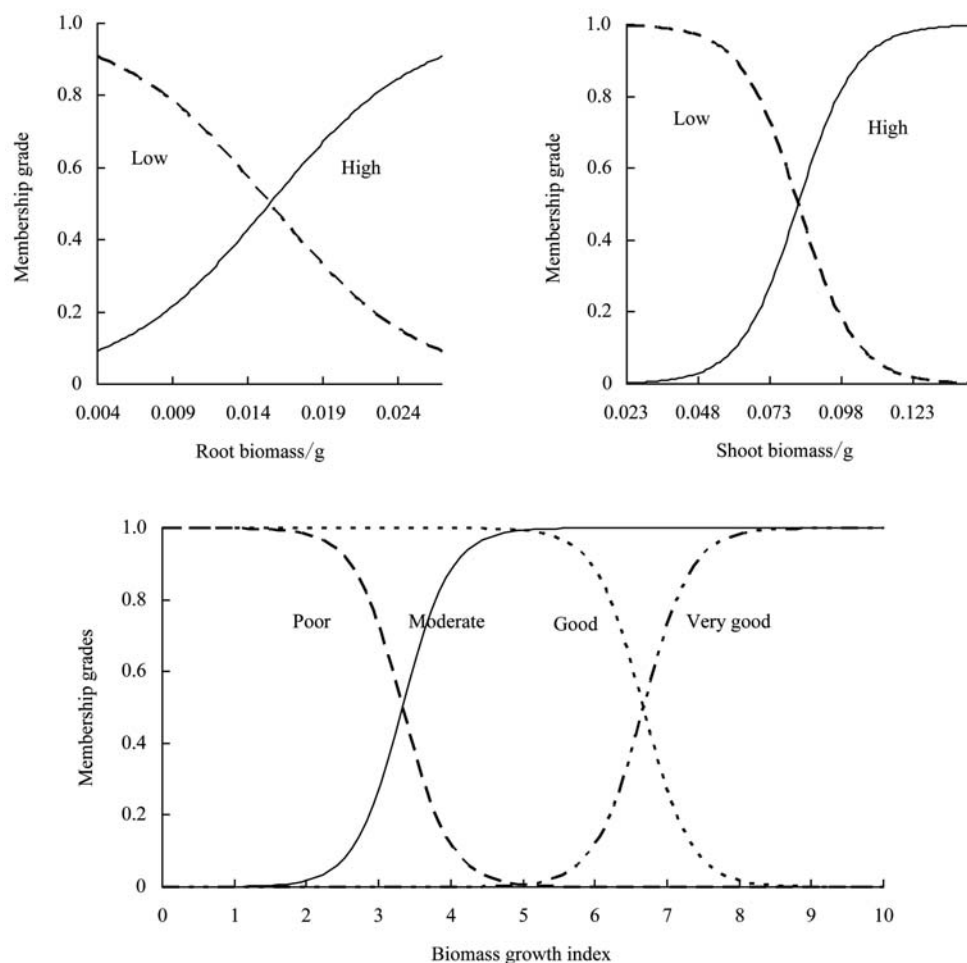 1.0
0.8
0.6
0.4
0.2
0
Membership grade
Low
High
0.004 0.009 0.014 0.019 0.024
Root biomass/g
1.0
0.8
0.6
0.4
0.2
0
Membership grade
Low
High
0.023 0.048 0.073 0.098 0.123
Shoot biomass/g
1.0
0.8
0.6
0.4
0.2
0
Membership grades
Poor Moderate Good Very good
0 1 2 3 4 5 6 7 8 9 10
Biomass growth index